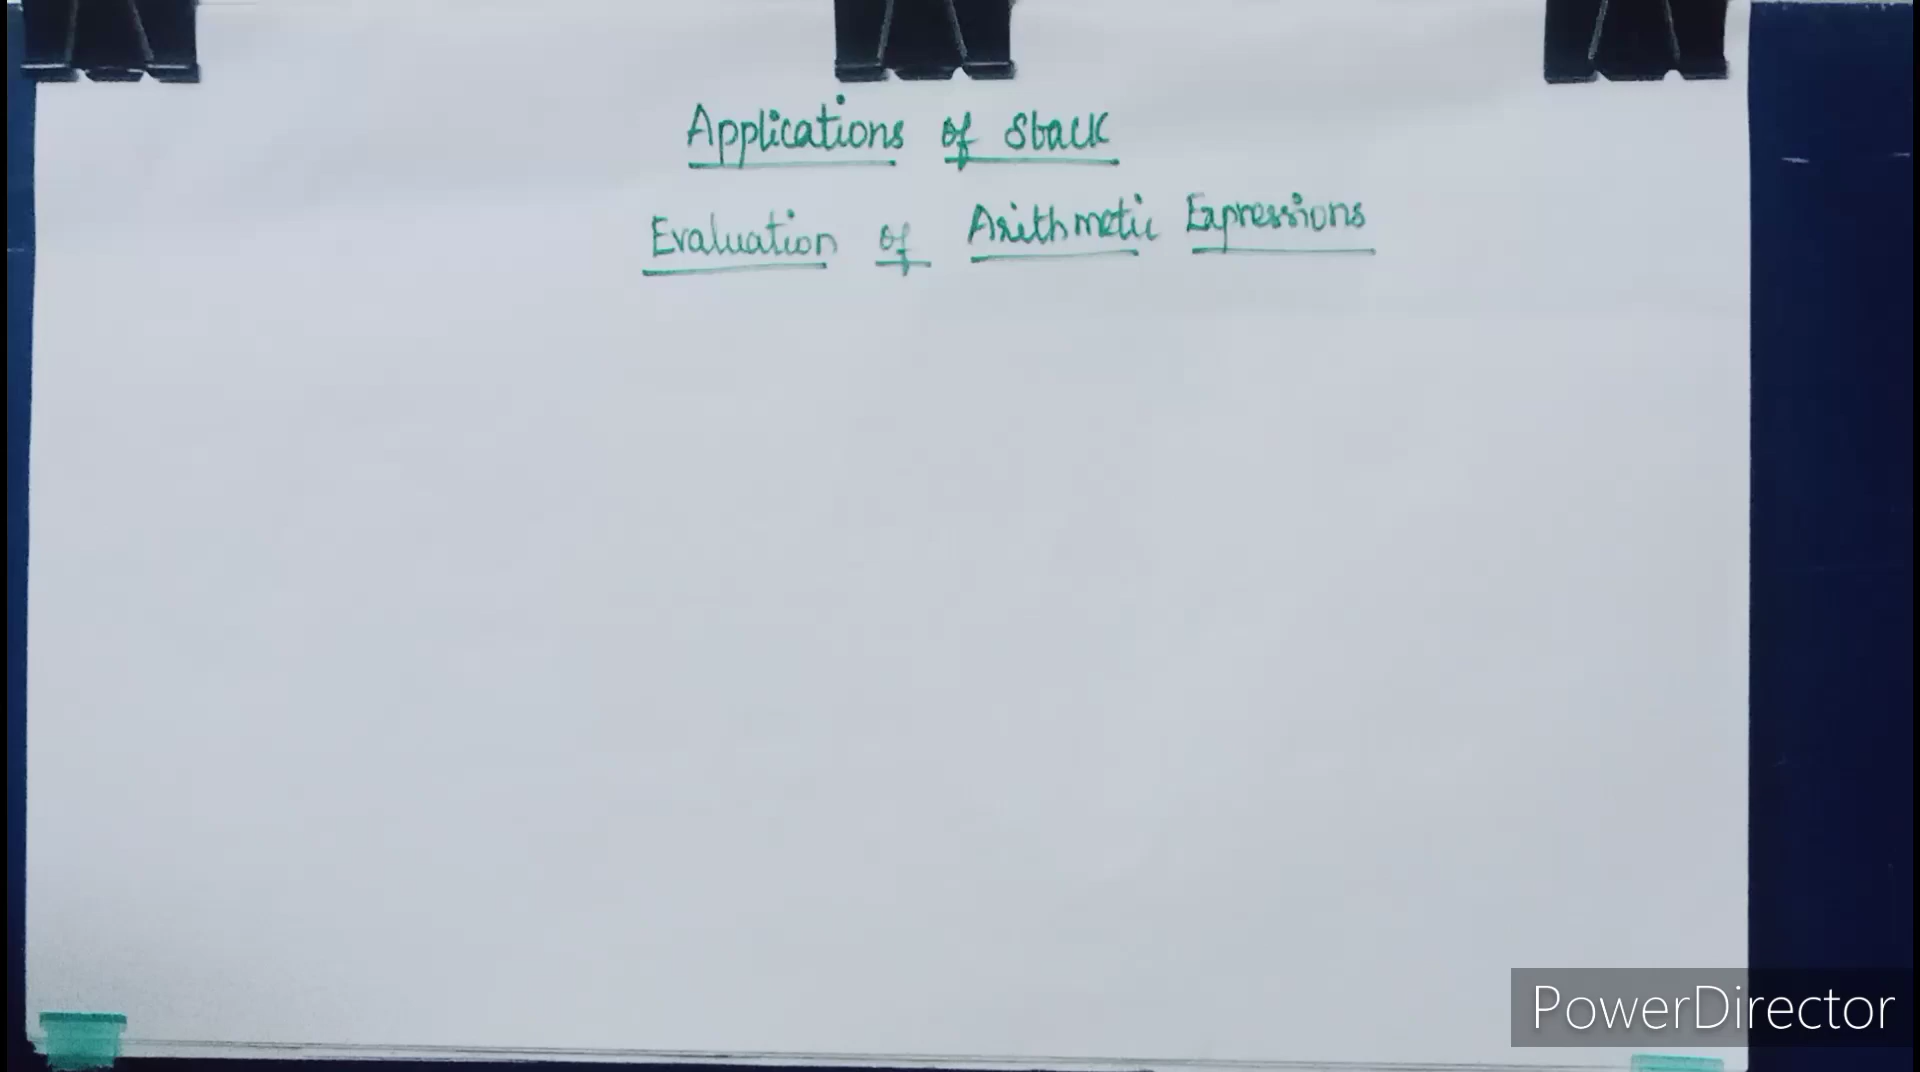 Applications of Stack
Evaluation of Arithmetic Expressions
PowerDirector